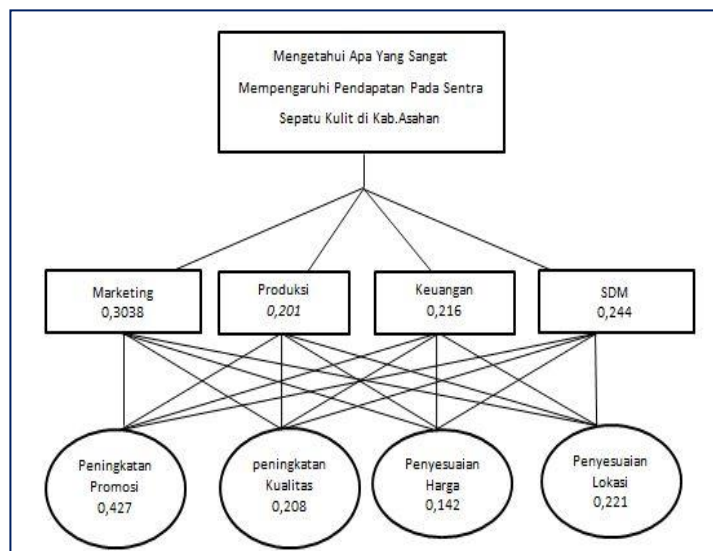 Mengetahui Apa Yang Sangat
Mempengaruhi Pendapatan Pada Sentra
Sepatu Kulit di Kab.Asahan
Marketing
0,3038
Produksi
0,201
Keuangan
0,216
SDM
0,244
Peningkatan
Promosi
0,427
peningkatan
Kualitas
0,208
Penyesuaian
Harga
0,142
Penyesuaian
Lokasi
0,221